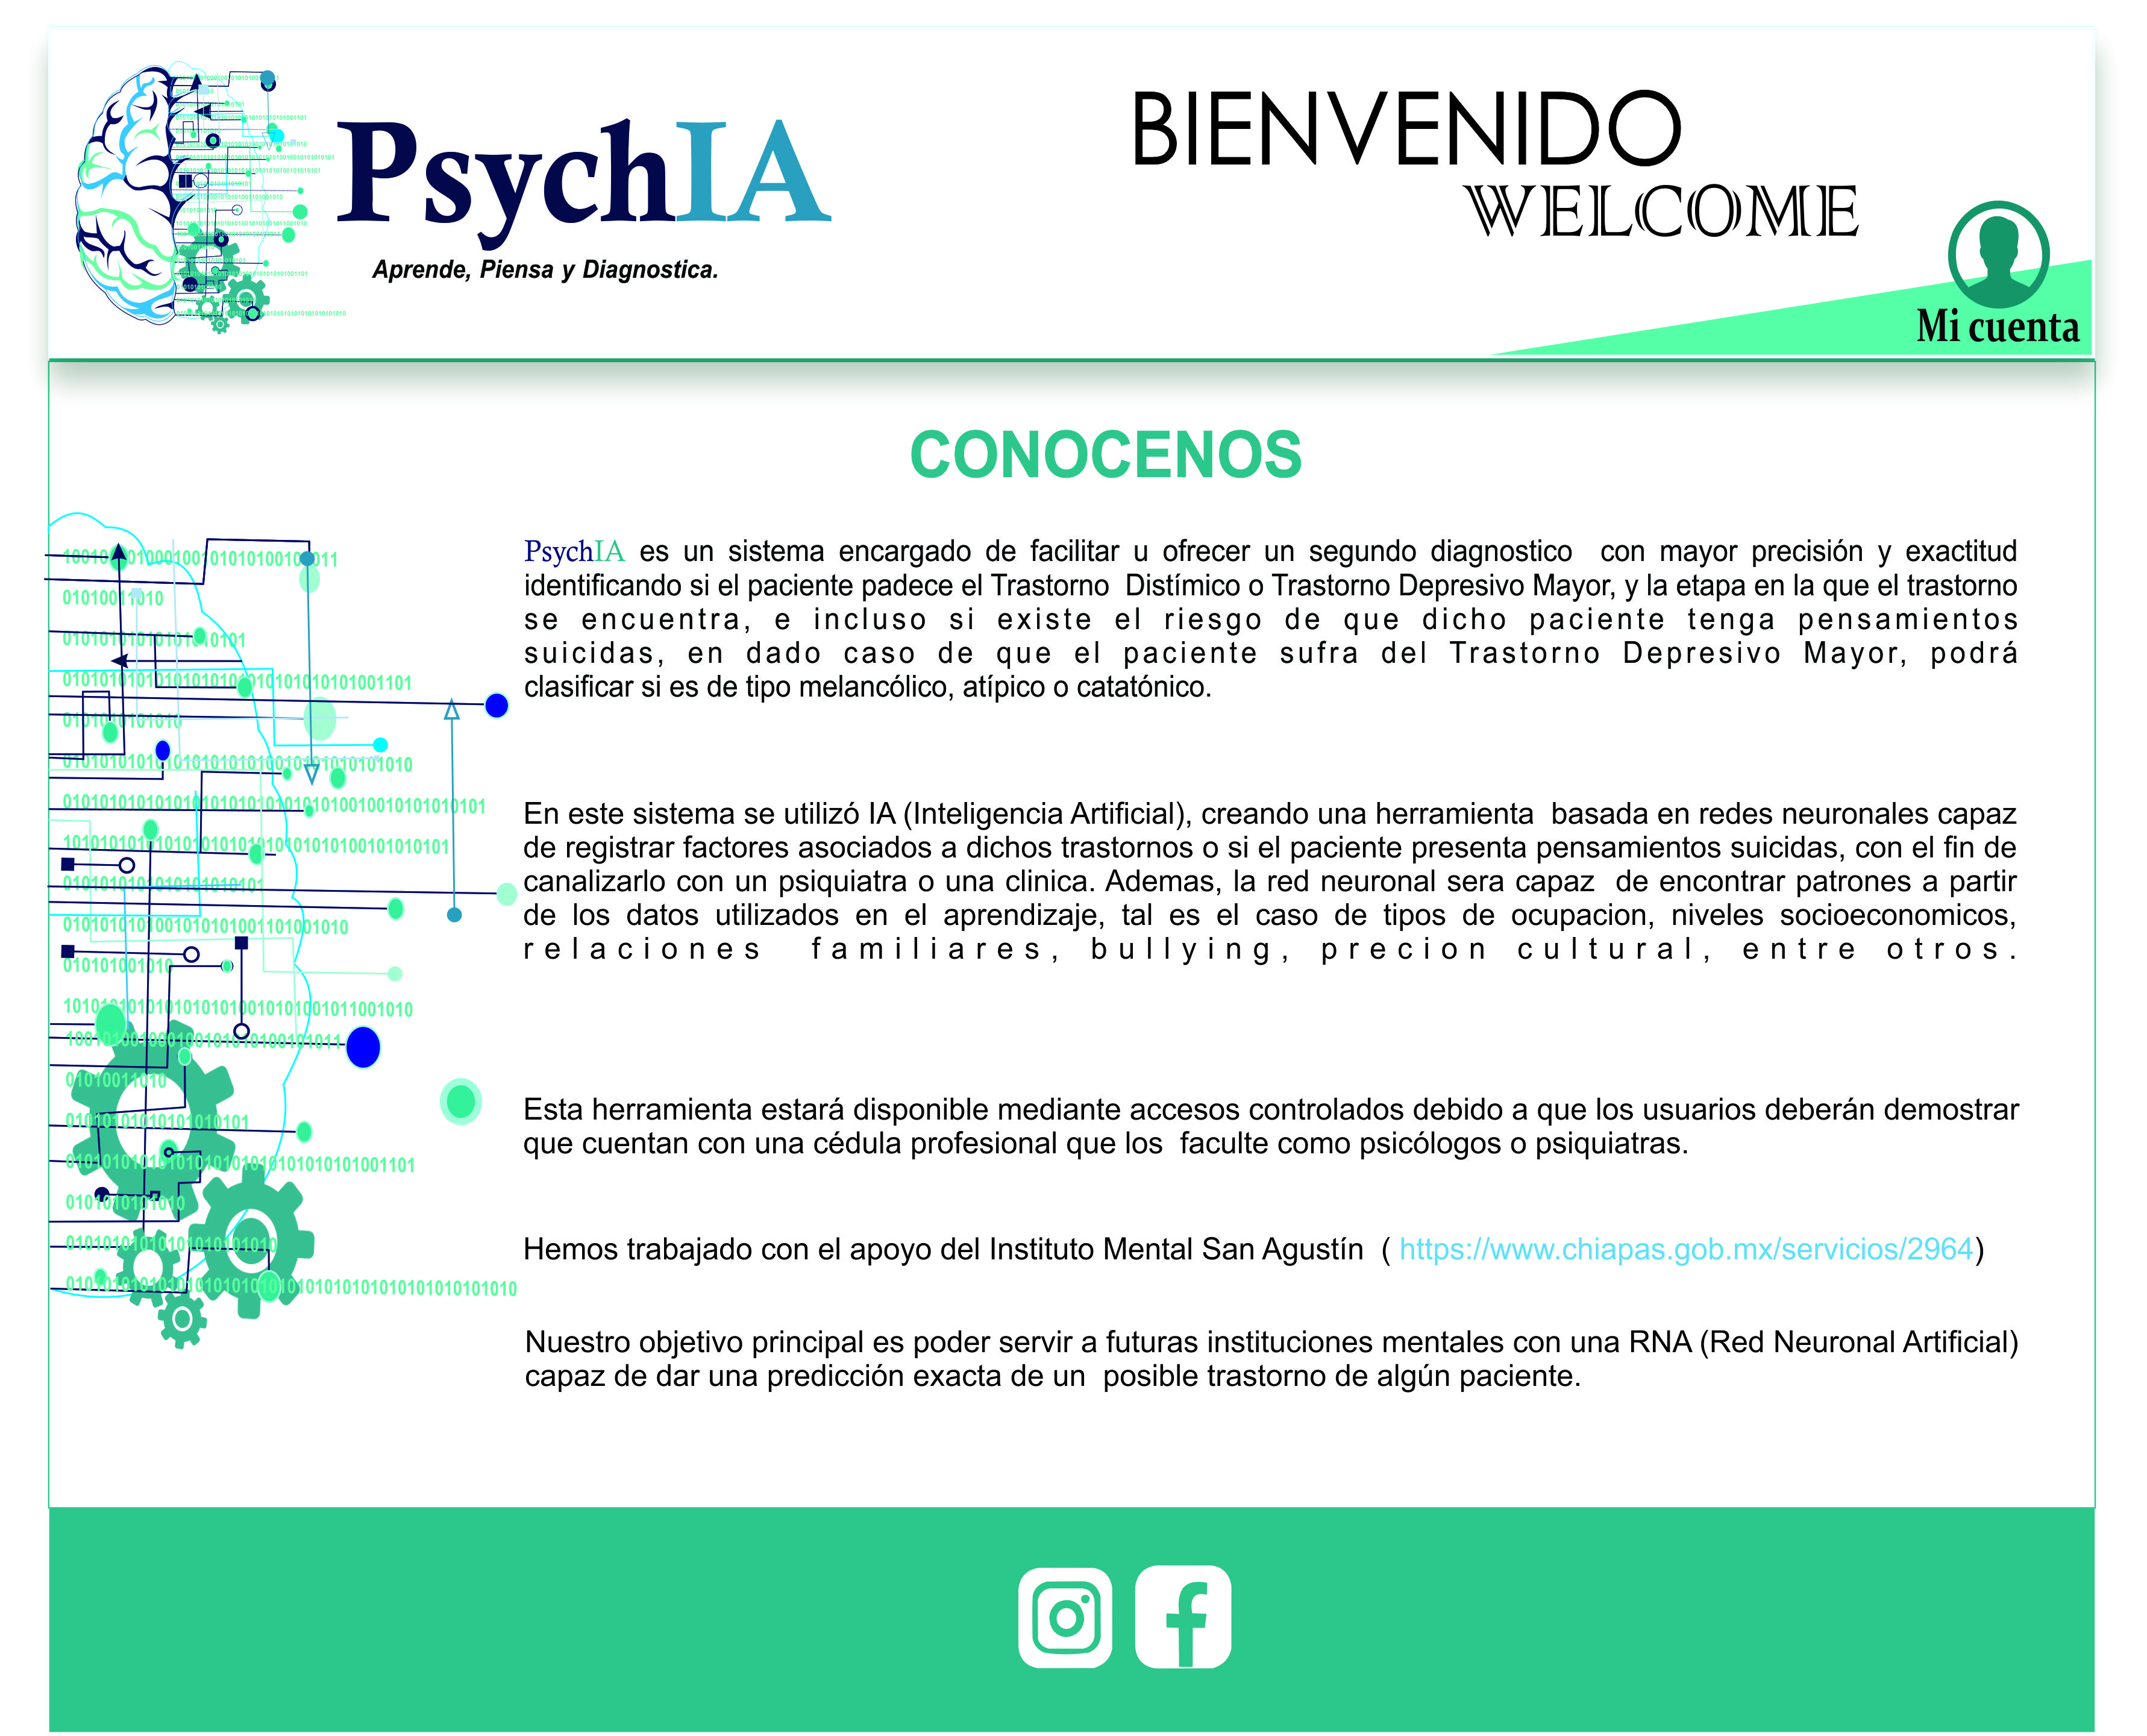 PsychIA
Aprende, Piensa y Diagnostica.
BIENVENIDO
WELCOME
Mi cuenta
CONOCENOS
PsychIA es un sistema encargado de facilitar u ofrecer un segundo diagnostico con mayor precisión y exactitud
identificando si el paciente padece el Trastorno Distímico o Trastorno Depresivo Mayor, y la etapa en la que el trastorno
se encuentra, e incluso si existe el riesgo de que dicho paciente tenga pensamientos
suicidas, en dado caso de que el paciente sufra del Trastorno Depresivo Mayor, podrá
clasificar si es de tipo melancólico, atípico o catatónico.
En este sistema se utilizó IA (Inteligencia Artificial), creando una herramienta basada en redes neuronales capaz
de registrar factores asociados a dichos trastornos o si el paciente presenta pensamientos suicidas, con el fin de
canalizarlo con un psiquiatra o una clinica. Ademas, la red neuronal sera capaz de encontrar patrones a partir
de los datos utilizados en el aprendizaje, tal es el caso de tipos de ocupacion, niveles socioeconomicos,
relaciones familiares, bullying, precion cultural, entre otros.
Esta herramienta estará disponible mediante accesos controlados debido a que los usuarios deberán demostrar
que cuentan con una cédula profesional que los faculte como psicólogos o psiquiatras.
Hemos trabajado con el apoyo del Instituto Mental San Agustín ( https://www.chiapas.gob.mx/servicios/2964)
Nuestro objetivo principal es poder servir a futuras instituciones mentales con una RNA (Red Neuronal Artificial)
capaz de dar una predicción exacta de un posible trastorno de algún paciente.